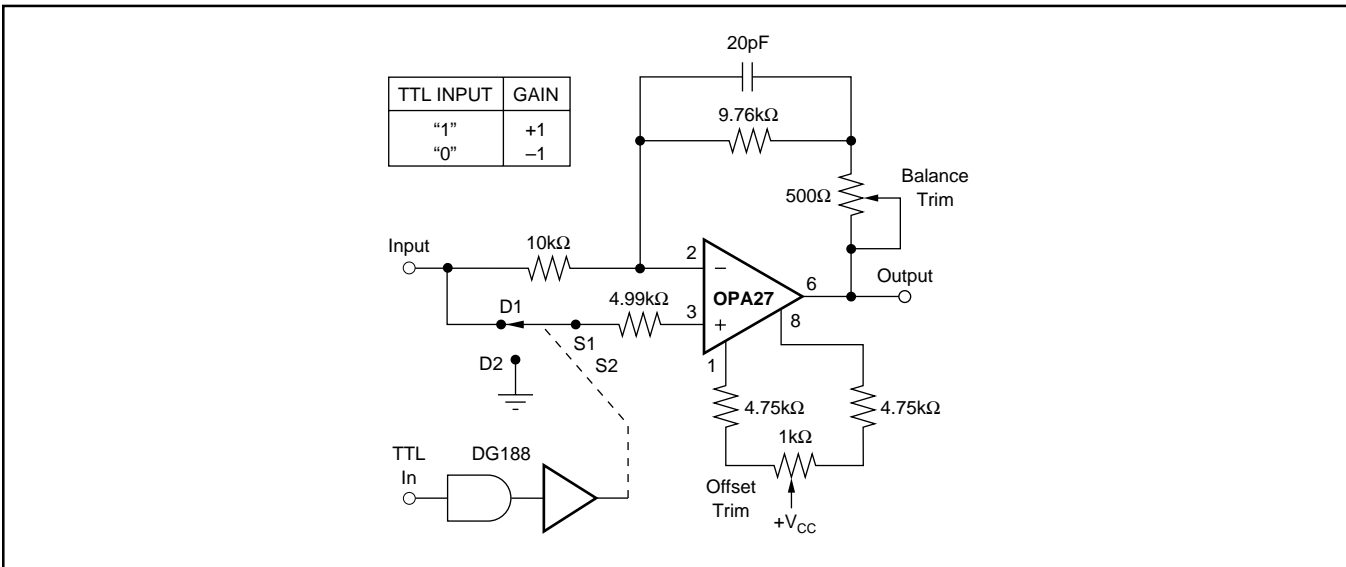 20pF
TTL INPUT GAIN
“1” +1
“0” –1
9.76kΩ
500Ω
Balance
Trim
Input
10kΩ
2
–
OPA27
6
Output
D1
4.99kΩ
3
+
8
S1
S2
D2
1
4.75kΩ
4.75kΩ
1kΩ
TTL
In
DG188
Offset
Trim
+VCC